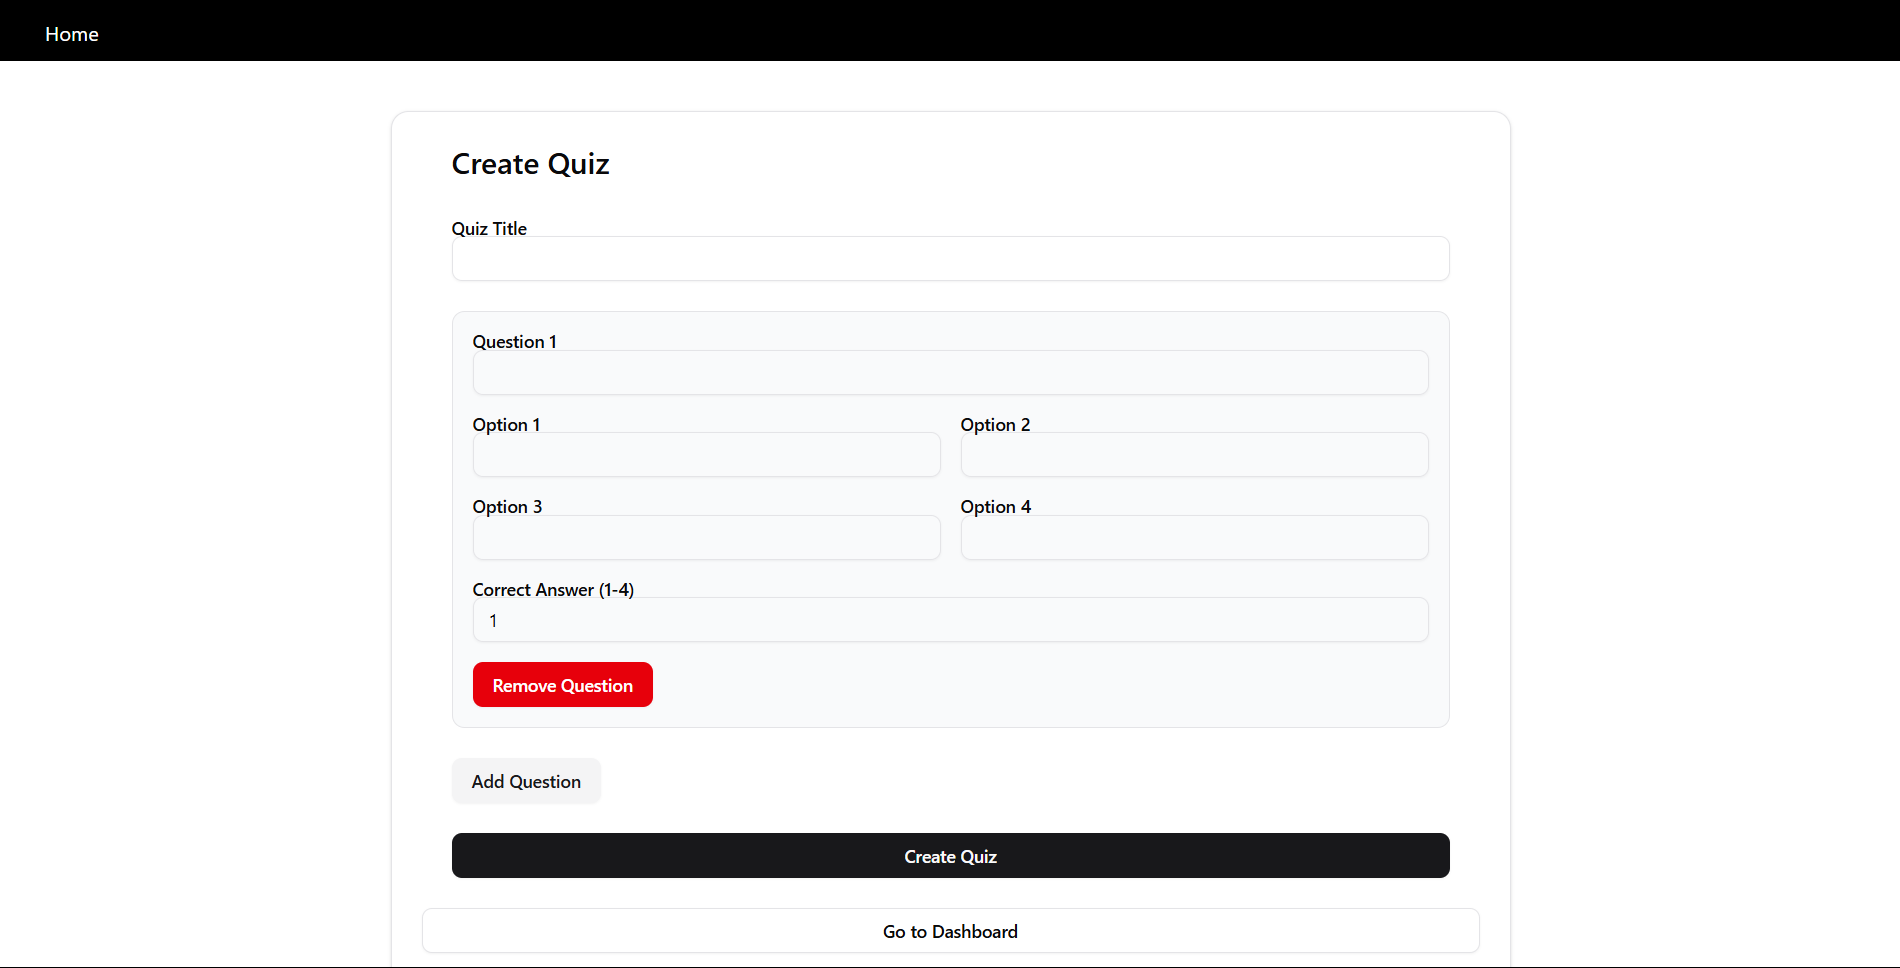 Home
Create Quiz
Quiz Title
Question 1
Option 1
Option 2
Option 3
Option 4
Correct Answer (1-4)
1
Remove Question
Add Question
Create Quiz
Go to Dashboard